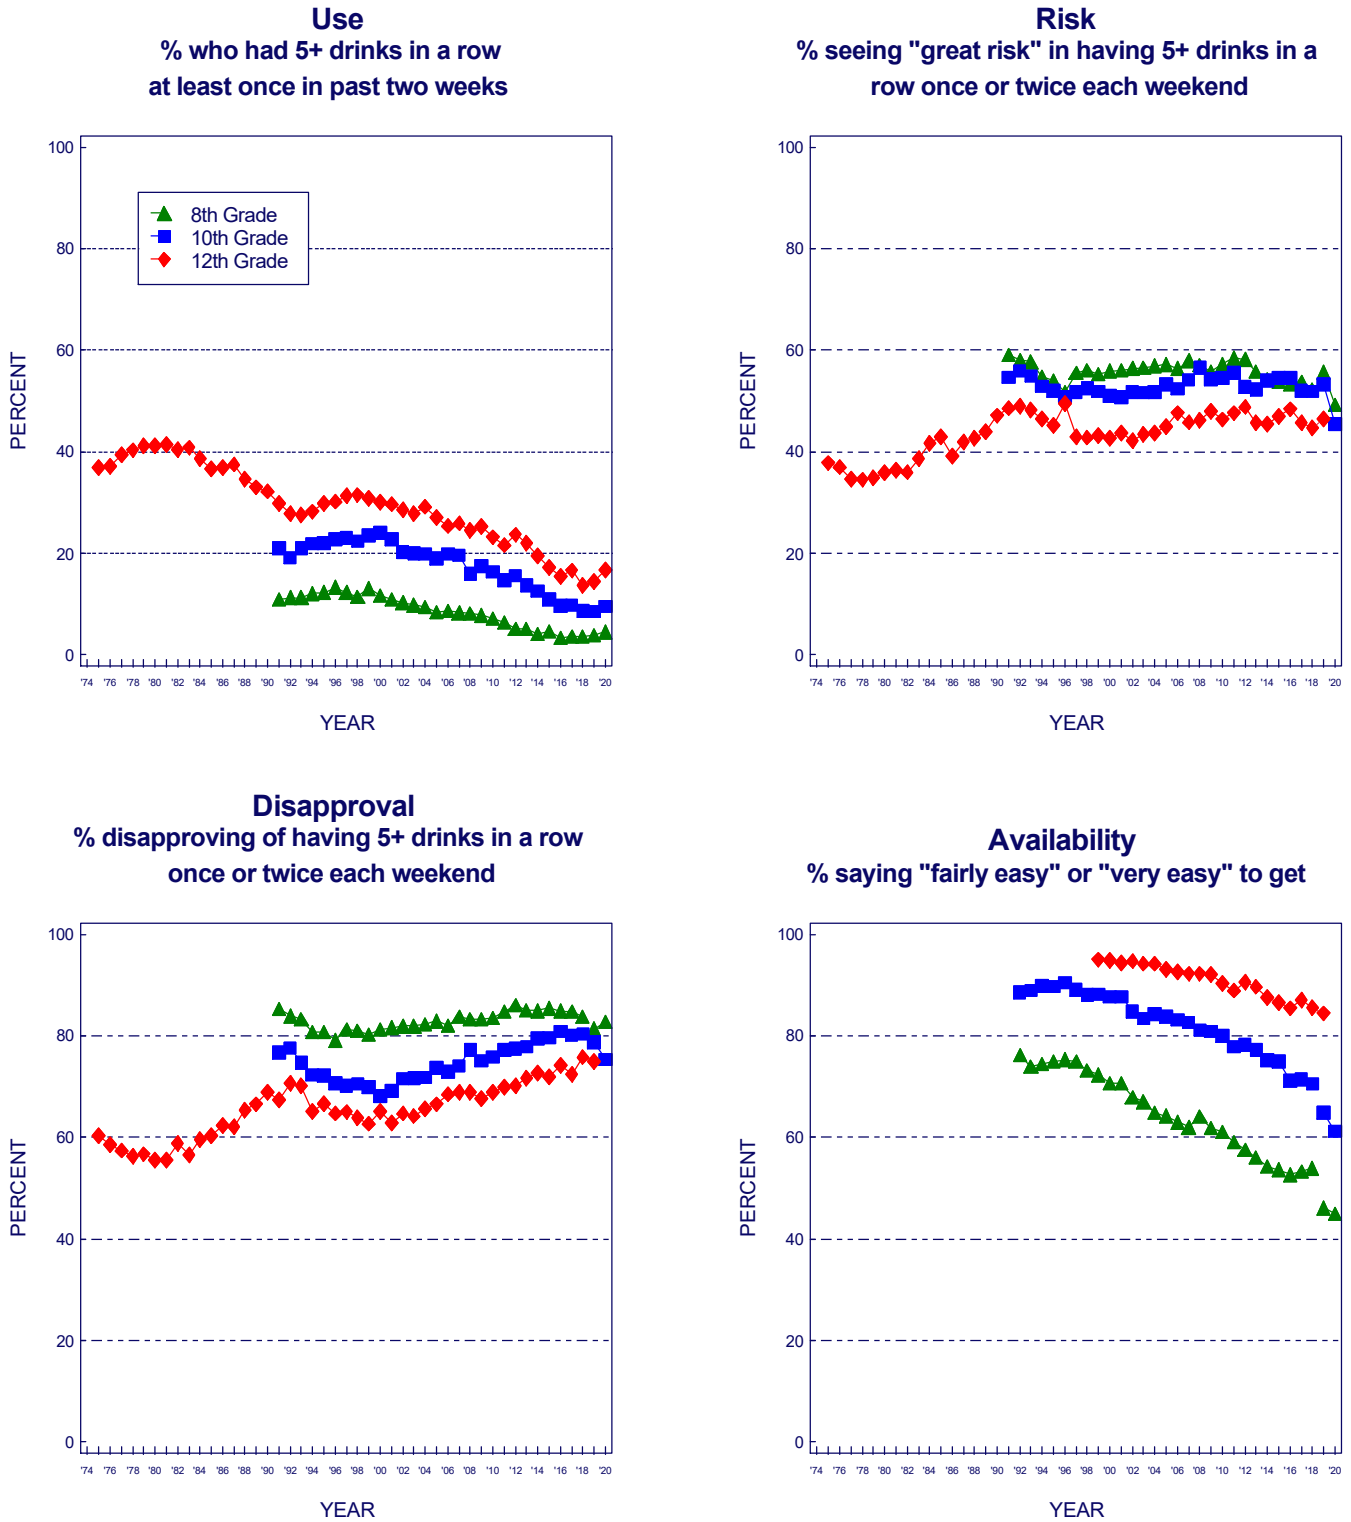 Use
% who had 5+ drinks in a row
at least once in past two weeks
100
80
60
40
20
0
PERCENT
8th Grade
10th Grade
12th Grade
'74 '76 '78 '80 '82 '84 '86 '88 '90 '92 '94 '96 '98 '00 '02 '04 '06 '08 '10 '12 '14 '16 '18 '20
YEAR
Risk
% seeing "great risk" in having 5+ drinks in a
row once or twice each weekend
100
80
60
40
20
0
PERCENT
'74 '76 '78 '80 '82 '84 '86 '88 '90 '92 '94 '96 '98 '00 '02 '04 '06 '08 '10 '12 '14 '16 '18 '20
YEAR
Disapproval
% disapproving of having 5+ drinks in a row
once or twice each weekend
100
80
60
40
20
0
PERCENT
'74 '76 '78 '80 '82 '84 '86 '88 '90 '92 '94 '96 '98 '00 '02 '04 '06 '08 '10 '12 '14 '16 '18 '20
YEAR
Availability
% saying "fairly easy" or "very easy" to get
100
80
60
40
20
0
PERCENT
'74 '76 '78 '80 '82 '84 '86 '88 '90 '92 '94 '96 '98 '00 '02 '04 '06 '08 '10 '12 '14 '16 '18 '20
YEAR